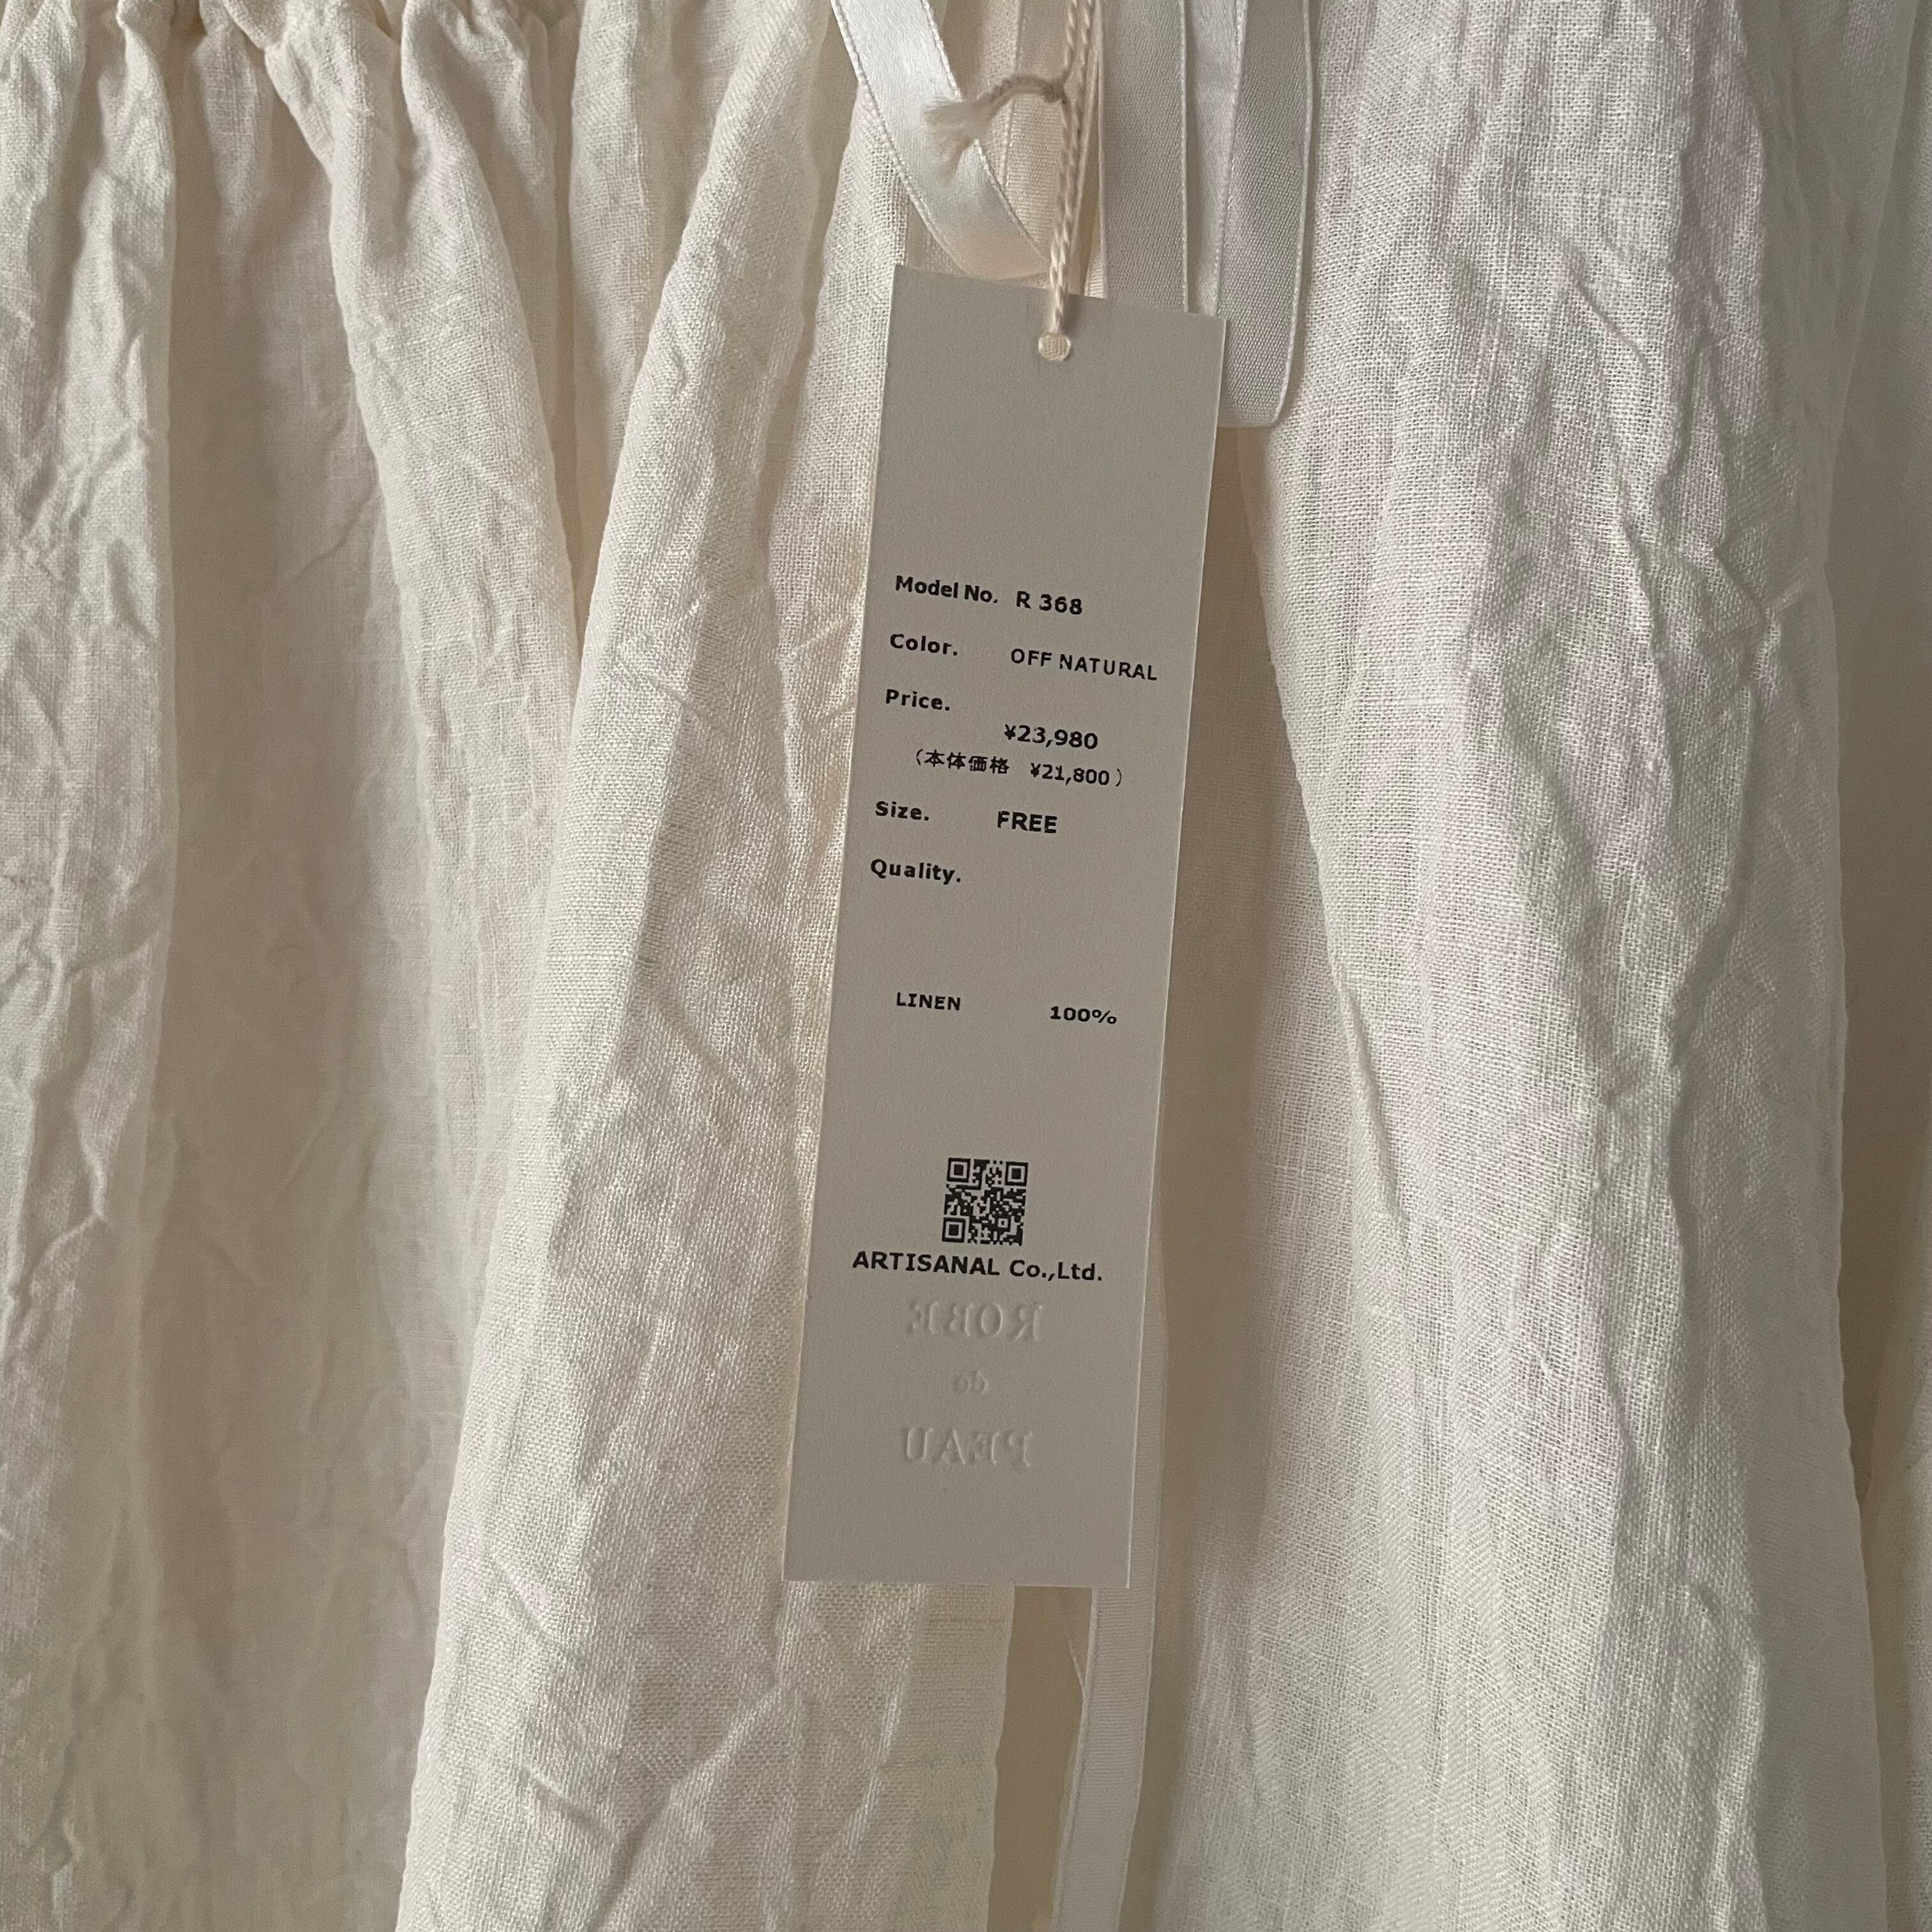 Model No. R 368
Color. OFF NATURAL
Price.
¥23,980
(本体価格 ¥21,800)
Size. FREE
Quality.
LINEN 100%
ARTISANAL Co.,Ltd.
ROBE
de
PEAU